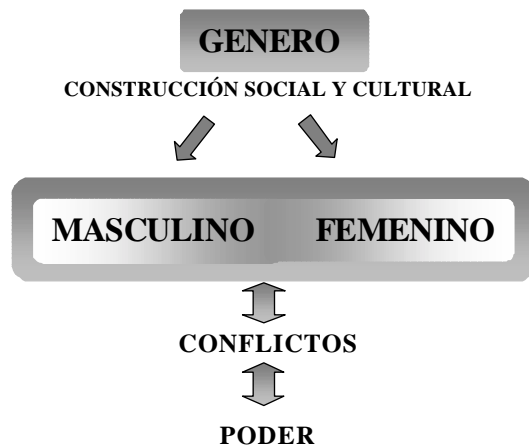 GENERO
CONSTRUCCIÓN SOCIAL Y CULTURAL
MASCULINO FEMENINO
CONFLICTOS
PODER